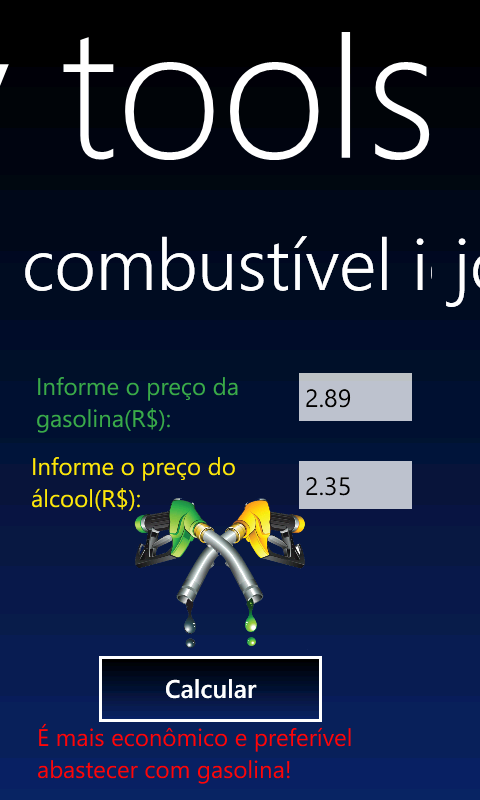 tools
combustível i
Informe o preço da
gasolina(R$):
2.89
Informe o preço do
álcool(R$):
2.35
Calcular
É mais econômico e preferível
abastecer com gasolina!